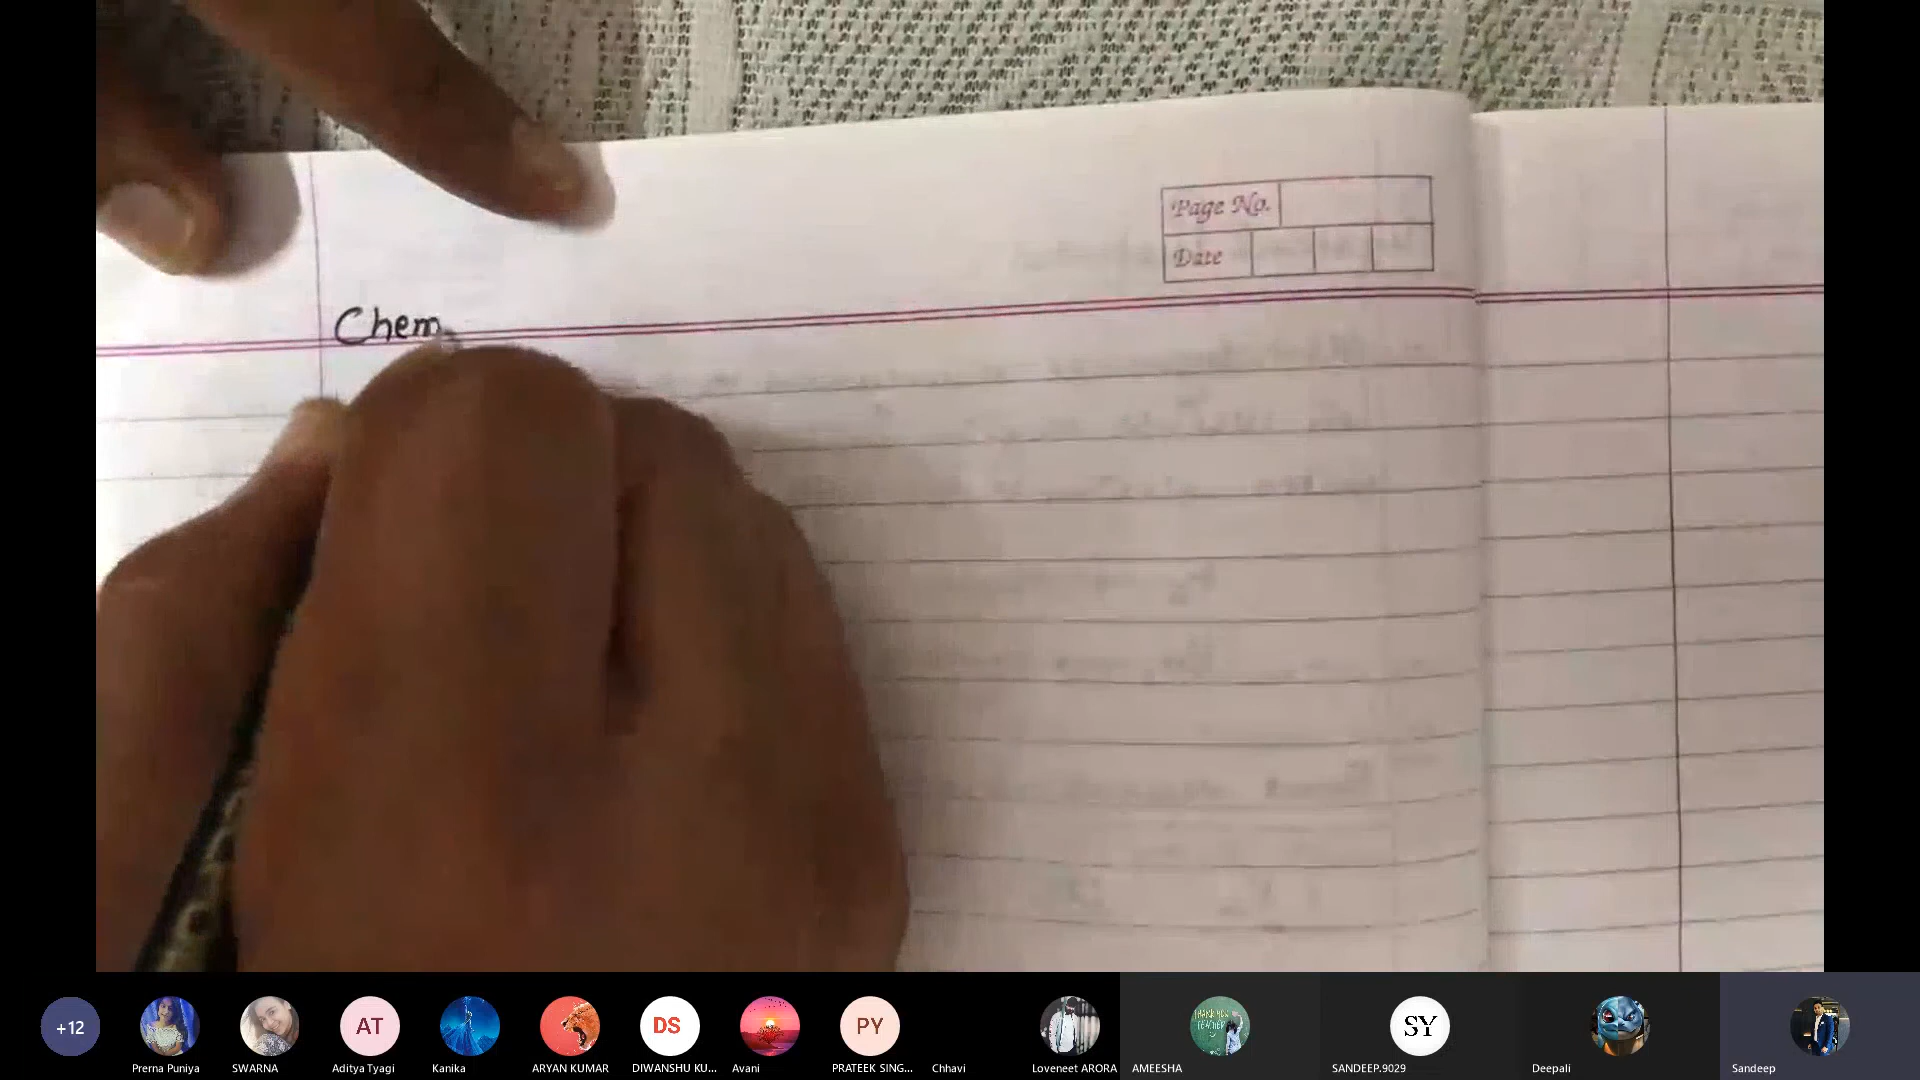 Page No.
Date
Chem
+12
AT
DS
PY
SY
Prerna Puniya
SWARNA
Aditya Tyagi
Kanika
ARYAN KUMAR
DIWANSHU KU...
Avani
PRATEEK SING...
Chhavi
Loveneet ARORA
AMEESHA
SANDEEP.9029
Deepali
Sandeep